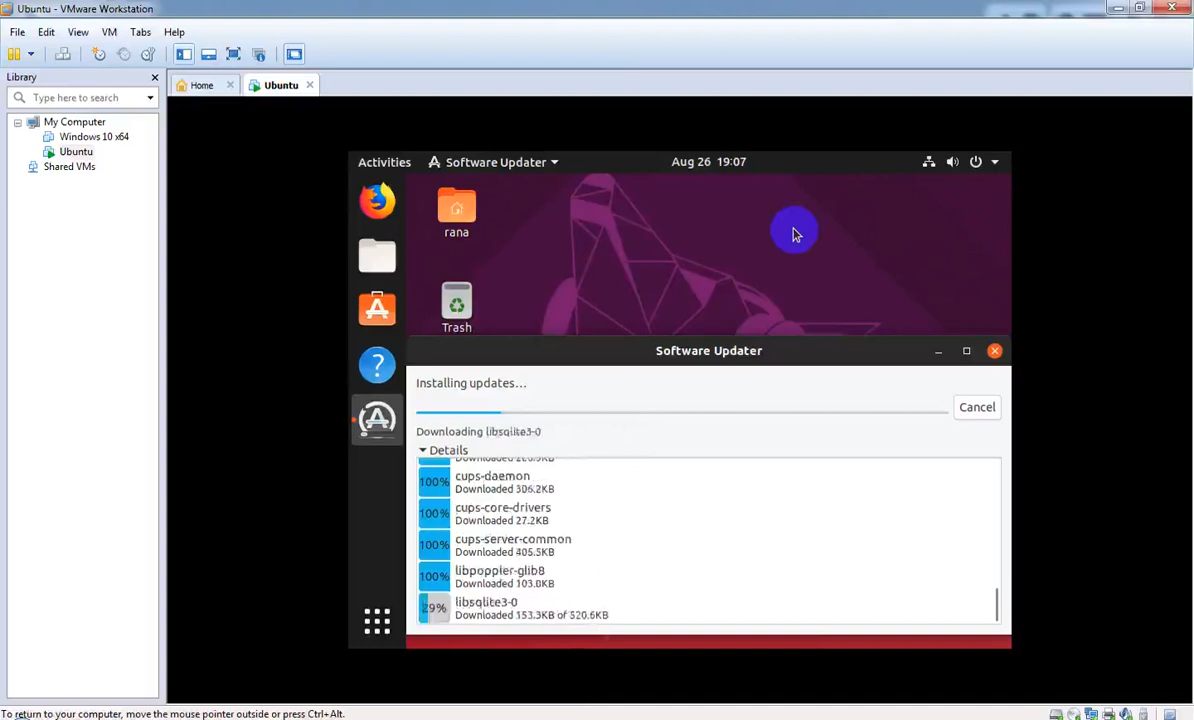 Ubuntu - VMware Workstation
File Edit View VM Tabs Help
Library
Type here to search
My Computer
Windows 10 x64
Ubuntu
Shared VMs
Home
Ubuntu
Activities
Software Updater
Aug 26 19:07
rana
Trash
Software Updater
Installing updates...
Cancel
Downloading libsqlite3-0
Details
100%
cups-daemon
Downloaded 306.2KB
100%
cups-core-drivers
Downloaded 27.2KB
100%
cups-server-common
Downloaded 405.5KB
100%
libpoppler-glib8
Downloaded 103.0KB
29%
libsqlite3-0
Downloaded 153.3KB of 520.6KB
To return to your computer, move the mouse pointer outside or press Ctrl+Alt.